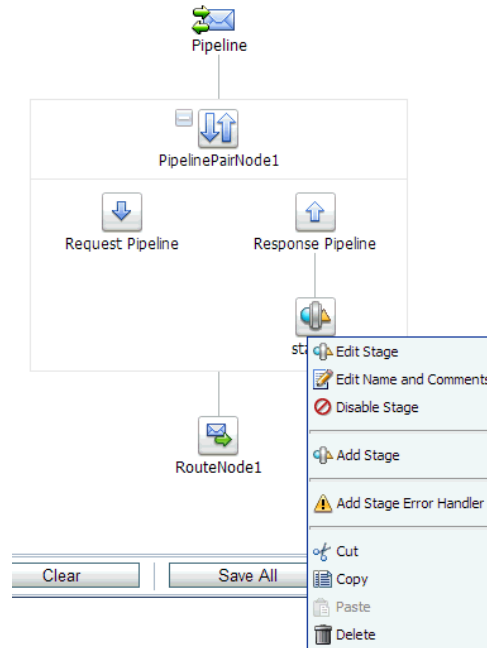 Pipeline
PipelinePairNode1
Request Pipeline
Response Pipeline
Edit Stage
Edit Name and Comments
Disable Stage
RouteNode1
Add Stage
Add Stage Error Handler
Cut
Clear
Save All
Copy
Paste
Delete